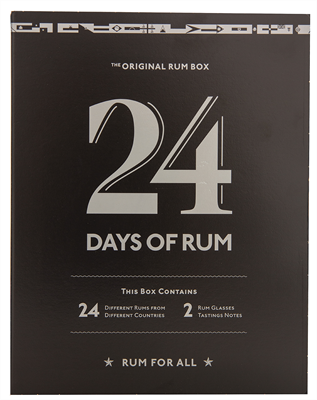 THE ORIGINAL RUM BOX
24
DAYS OF RUM
THIS BOX CONTAINS
24 DIFFERENT RUMS FROM DIFFERENT COUNTRIES
2 RUM GLASSES TASTINGS NOTES
★ RUM FOR ALL ★